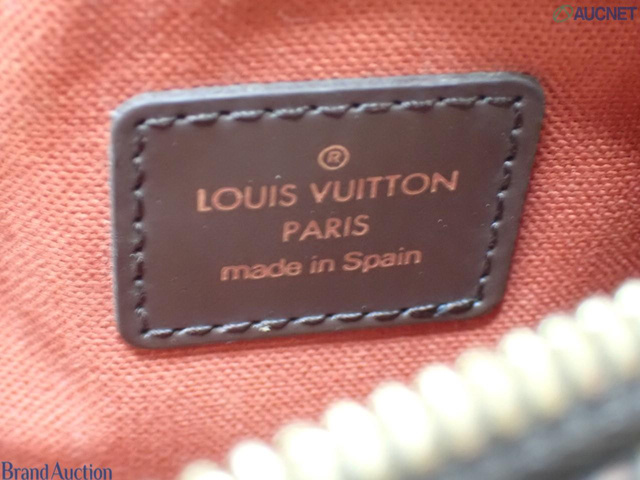 AUCNET
®
LOUIS VUITTON
PARIS
made in Spain
Brand Auction